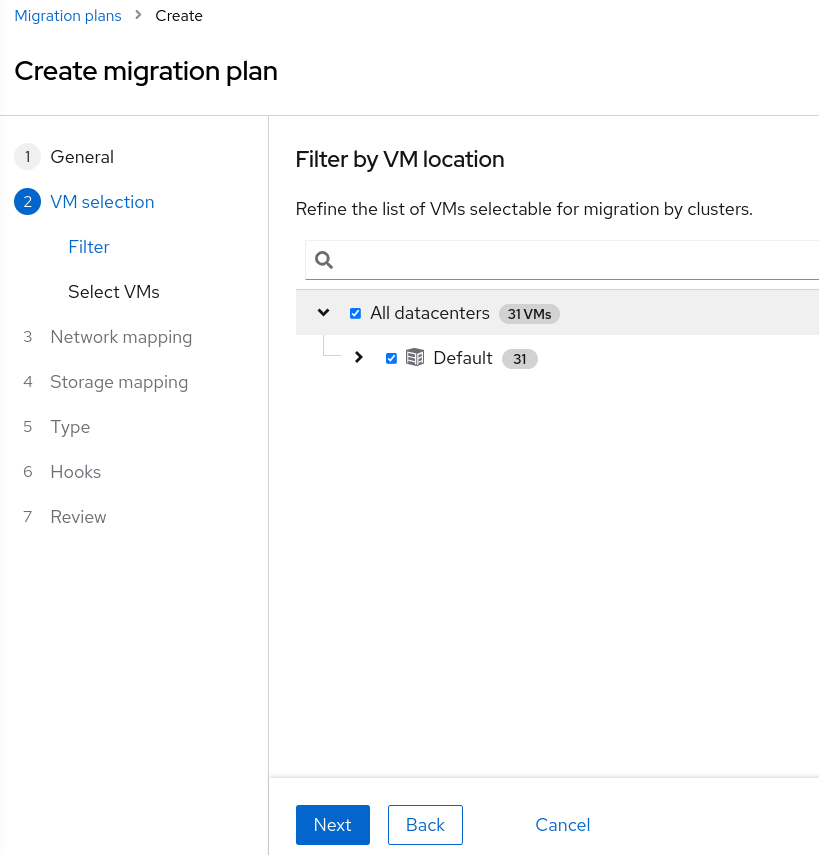 Migration plans > Create
Create migration plan
1 General
2 VM selection
Filter
Select VMs
3 Network mapping
4 Storage mapping
5 Type
6 Hooks
7 Review
Filter by VM location
Refine the list of VMs selectable for migration by clusters.
All datacenters 31 VMs
Default 31
Next Back Cancel